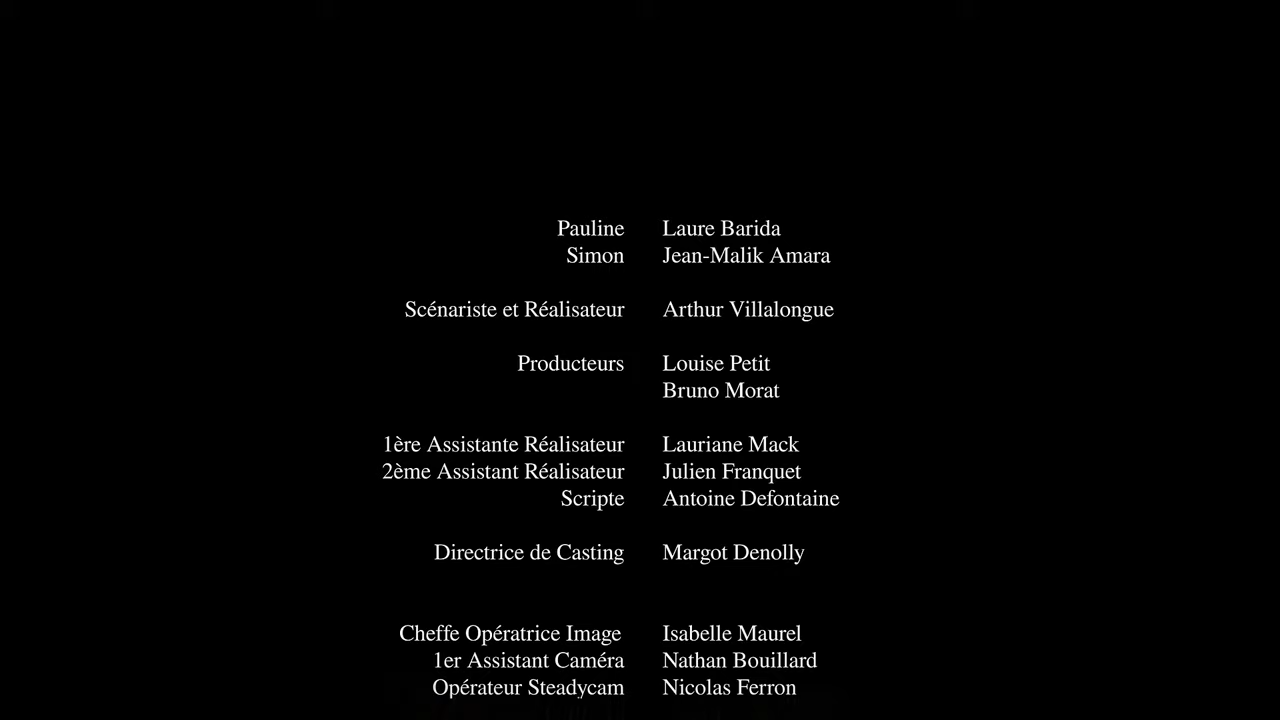 Pauline Laure Barida
Simon Jean-Malik Amara
Scénariste et Réalisateur Arthur Villalongue
Producteurs Louise Petit
Bruno Morat
1ère Assistante Réalisateur Lauriane Mack
2ème Assistant Réalisateur Julien Franquet
Scripte Antoine Defontaine
Directrice de Casting Margot Denolly
Cheffe Opératrice Image Isabelle Maurel
1er Assistant Caméra Nathan Bouillard
Opérateur Steadycam Nicolas Ferron